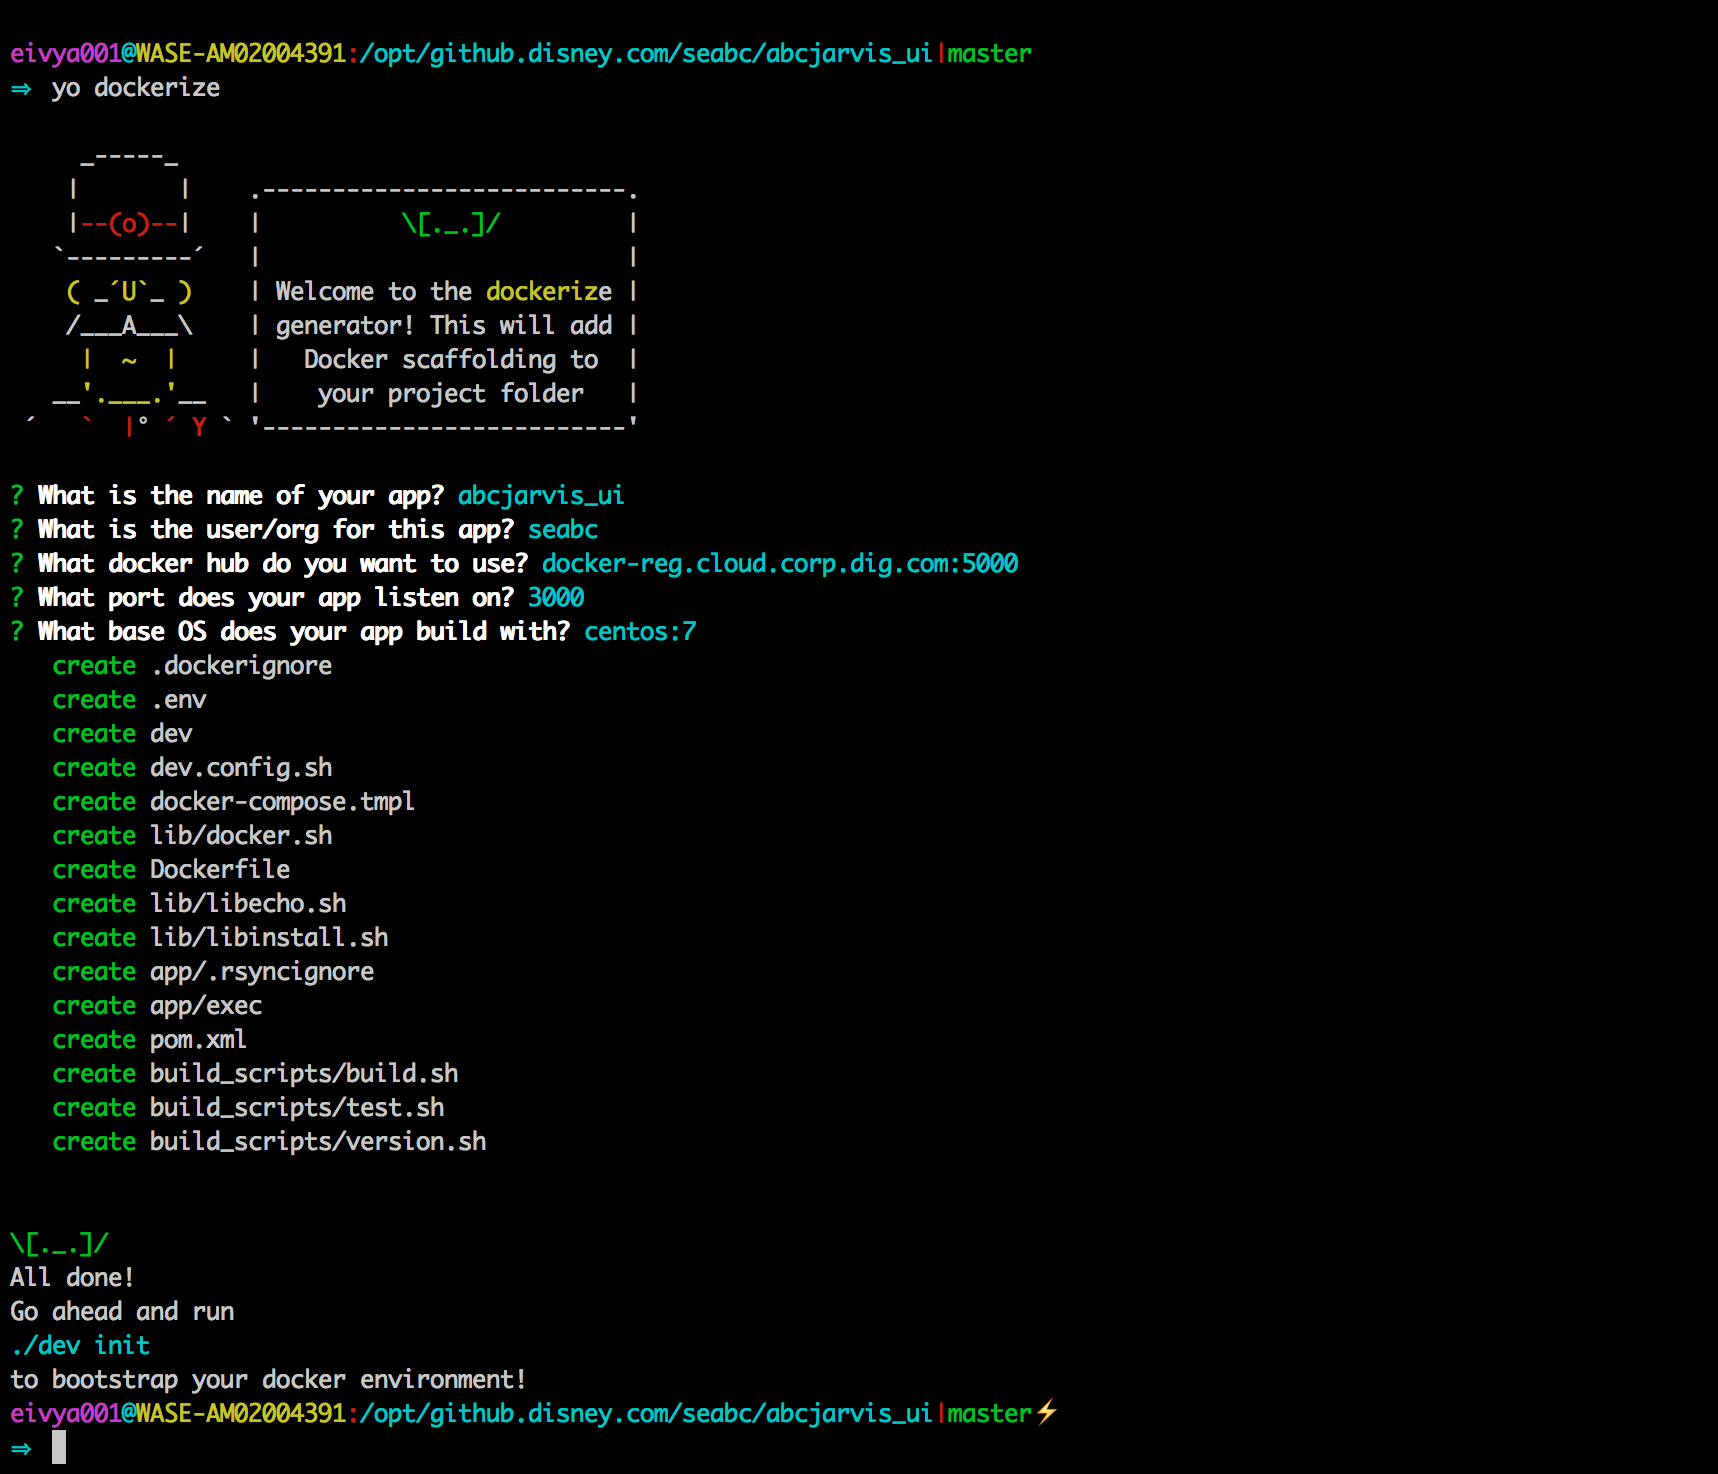 eivya001@WASE-AM02004391:/opt/github.disney.com/seabc/abcjarvis_ui|master
⇒  yo dockerize

     _-----_
    |       |    .--------------------------.
    |--(o)--|    |          \[._.]/         |
   `---------´   |                          |
    ( _´U`_ )    | Welcome to the dockerize |
    /___A___\    | generator! This will add |
     |  ~  |     |   Docker scaffolding to  |
   __'.___.'__   |    your project folder   |
 ´   `  |° ´ Y ` '--------------------------'

? What is the name of your app? abcjarvis_ui
? What is the user/org for this app? seabc
? What docker hub do you want to use? docker-reg.cloud.corp.dig.com:5000
? What port does your app listen on? 3000
? What base OS does your app build with? centos:7
   create .dockerignore
   create .env
   create dev
   create dev.config.sh
   create docker-compose.tmpl
   create lib/docker.sh
   create Dockerfile
   create lib/libecho.sh
   create lib/libinstall.sh
   create app/.rsyncignore
   create app/exec
   create pom.xml
   create build_scripts/build.sh
   create build_scripts/test.sh
   create build_scripts/version.sh

\[._.]/
All done!
Go ahead and run
./dev init
to bootstrap your docker environment!
eivya001@WASE-AM02004391:/opt/github.disney.com/seabc/abcjarvis_ui|master⚡
⇒